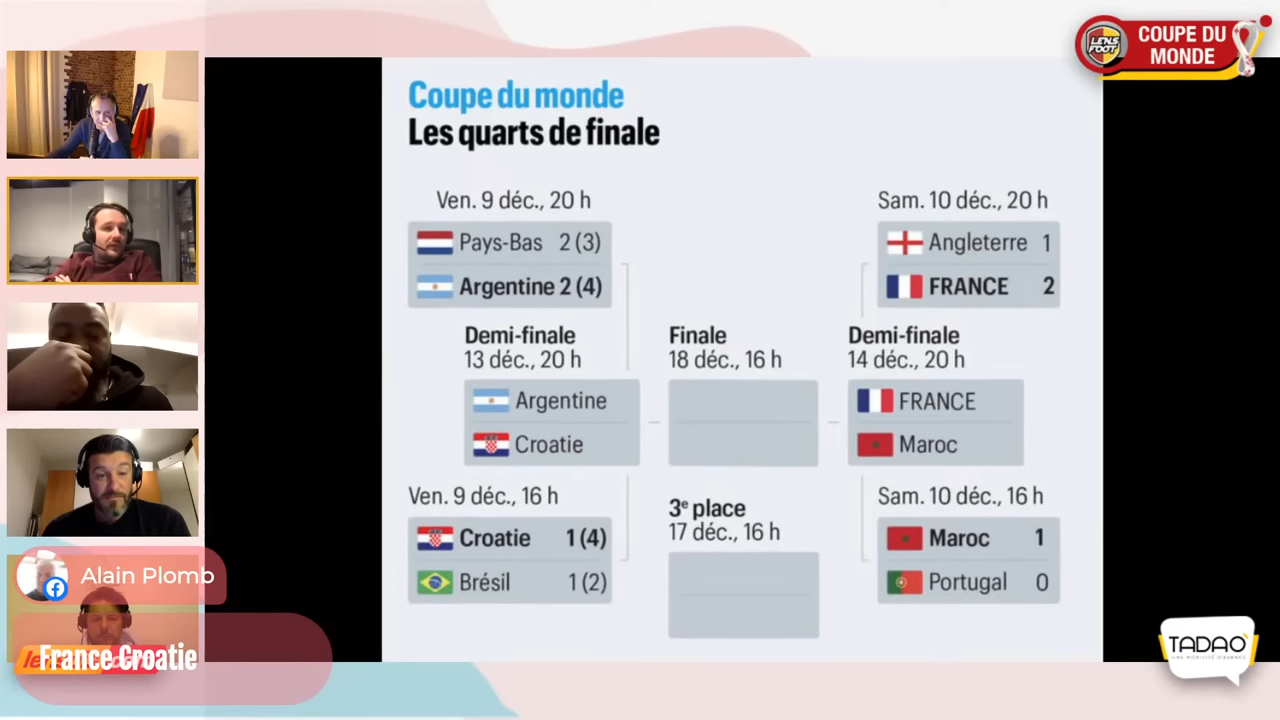 LENS
FOOT
COUPE DU
MONDE
Coupe du monde
Les quarts de finale
Ven. 9 déc., 20 h
Pays-Bas 2 (3)
Argentine 2 (4)
Sam. 10 déc., 20 h
Angleterre 1
FRANCE 2
Demi-finale
13 déc., 20 h
Argentine
Croatie
Finale
18 déc., 16 h
Demi-finale
14 déc., 20 h
FRANCE
Maroc
Ven. 9 déc., 16 h
Croatie 1 (4)
Brésil 1 (2)
3e place
17 déc., 16 h
Sam. 10 déc., 16 h
Maroc 1
Portugal 0
Alain Plomb
France Croatie
TADAO